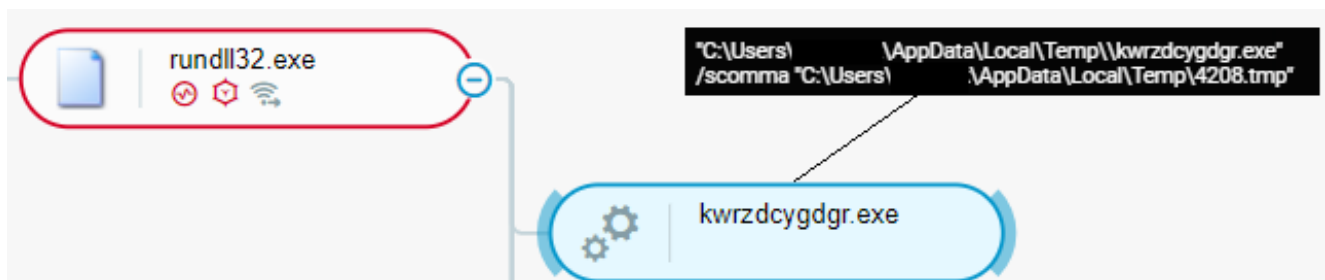 rundll32.exe
"C:\Users\ \AppData\Local\Temp\\kwrzdcygdgr.exe"
/scomma "C:\Users\ \AppData\Local\Temp\4208.tmp"
kwrzdcygdgr.exe